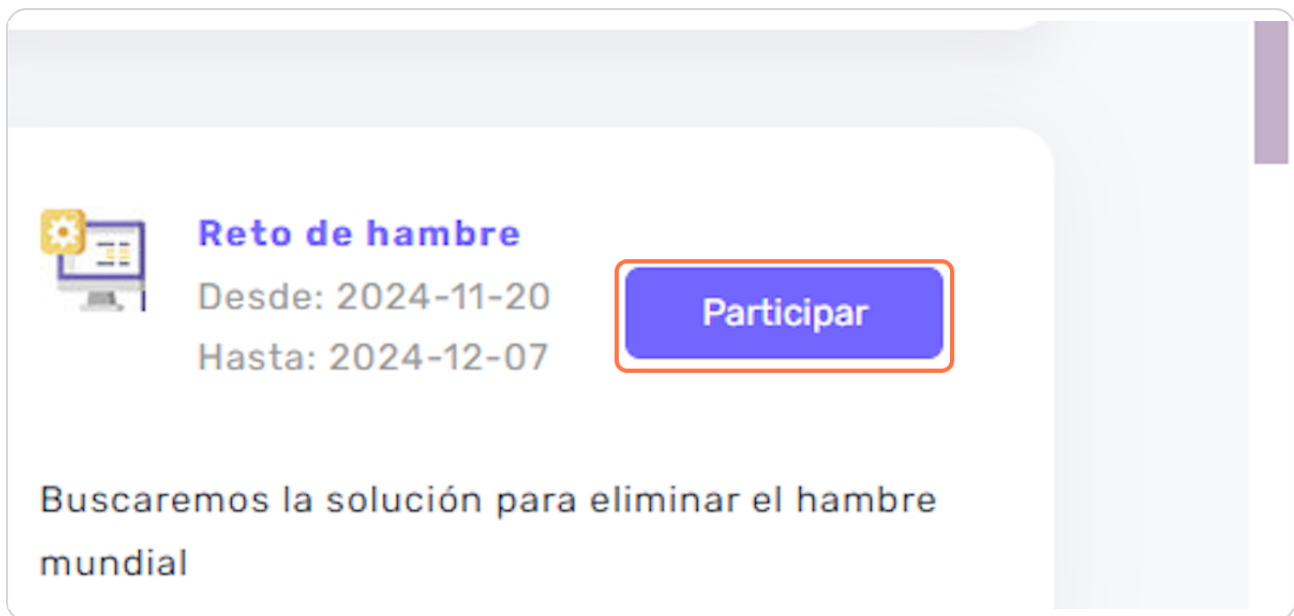 Reto de hambre
Desde: 2024-11-20
Hasta: 2024-12-07
Participar
Buscaremos la solución para eliminar el hambre
mundial